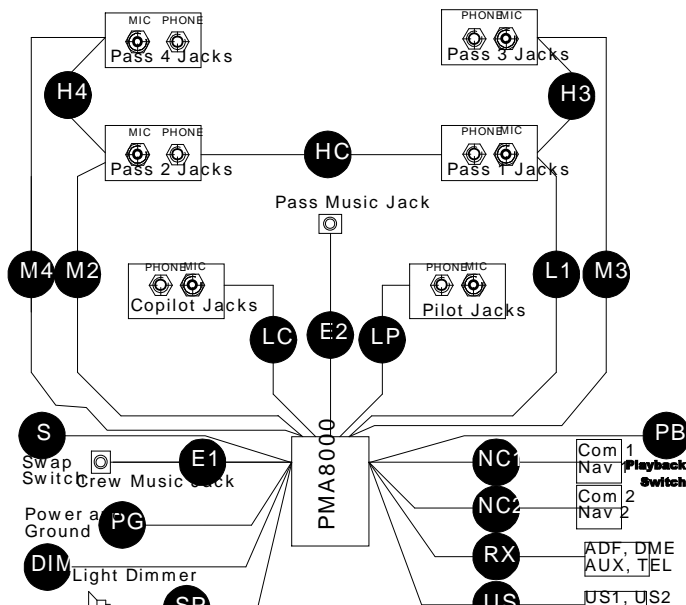 MIC PHONE
Pass 4 Jacks
PHONE MIC
Pass 3 Jacks
H4
H3
MIC PHONE
Pass 2 Jacks
HC
PHONE MIC
Pass 1 Jacks
Pass Music Jack
M4
M2
PHONE MIC
Copilot Jacks
PHONE MIC
Pilot Jacks
L1
M3
LC
E2
LP
S
Swap
Switch
E1
Crew Music Jack
PMA8000
PB
Playback
Switch
NC1
Com 1
Nav 1
PG
Power and
Ground
NC2
Com 2
Nav 2
DIM
Light Dimmer
RX
ADF, DME
AUX, TEL
SP
US
US1, US2